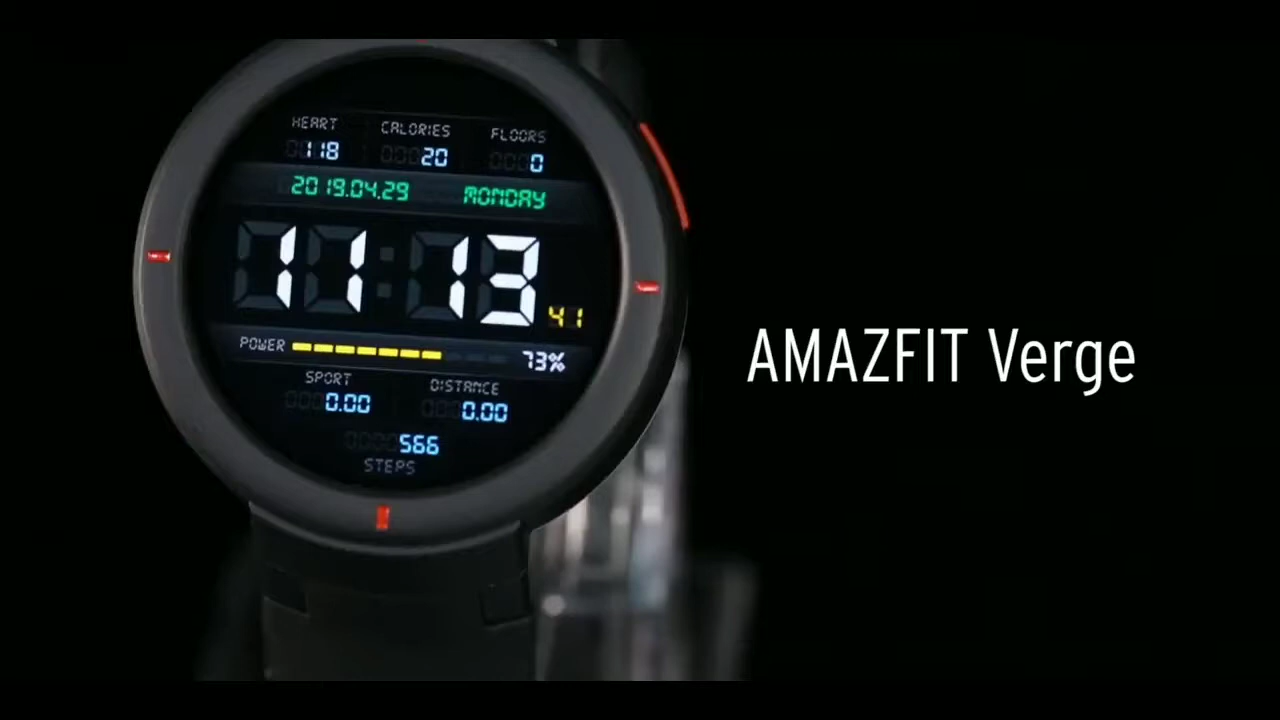 HEART CALORIES FLOORS
118 20 0
2019.04.29 MONDAY
11:13 41
POWER 73%
SPORT DISTANCE
0.00 0.00
566
STEPS
AMAZFIT Verge